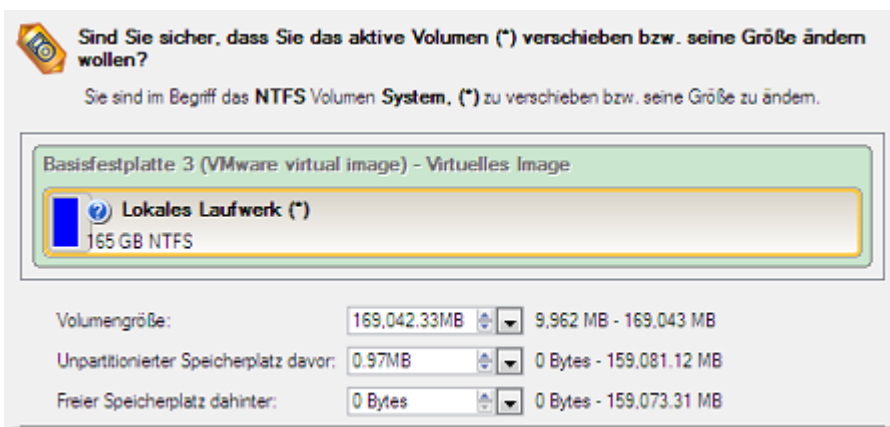 Sind Sie sicher, dass Sie das aktive Volumen (*) verschieben bzw. seine Größe ändern
wollen?
Sie sind im Begriff das NTFS Volumen System, (*) zu verschieben bzw. seine Größe zu ändern.
Basisfestplatte 3 (VMware virtual image) - Virtuelles Image
Lokales Laufwerk (*)
165 GB NTFS
Volumengröße: 169,042.33MB 9,962 MB - 169,043 MB
Unpartitionierter Speicherplatz davor: 0.97MB 0 Bytes - 159,081.12 MB
Freier Speicherplatz dahinter: 0 Bytes 0 Bytes - 159,073.31 MB